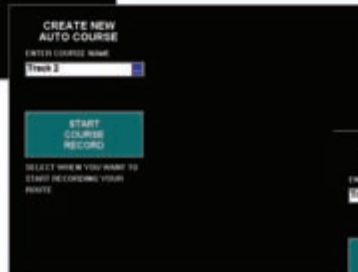 CREATE NEW
AUTO COURSE
ENTER COURSE NAME
Track 2
START
COURSE
RECORD
SELECT WHEN YOU WANT TO
START RECORDING YOUR
ROUTE